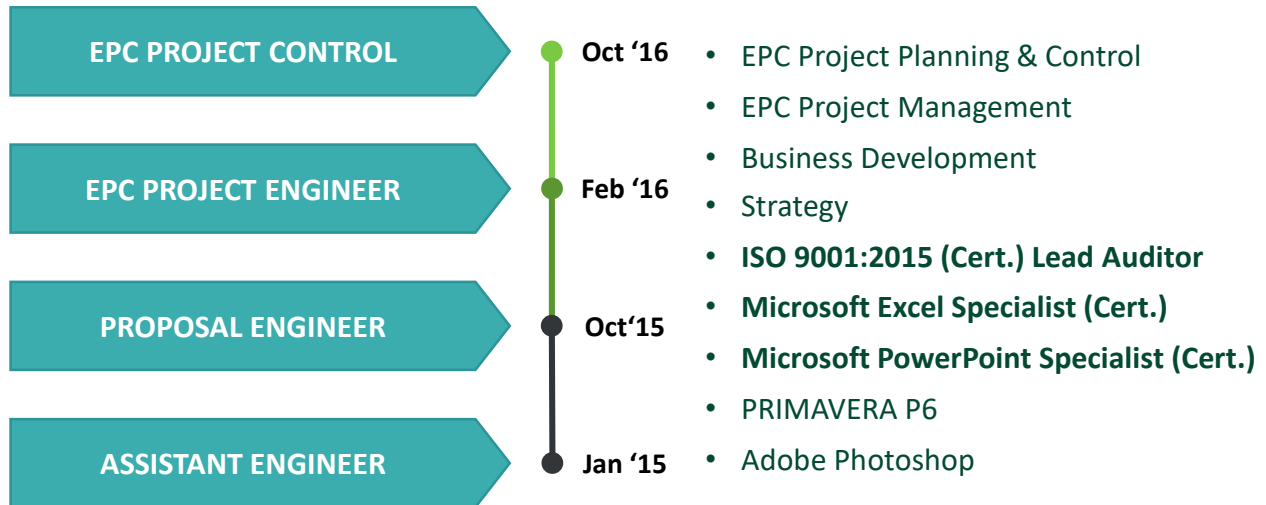 EPC PROJECT CONTROL
Oct ‘16
EPC PROJECT ENGINEER
Feb ‘16
PROPOSAL ENGINEER
Oct‘15
ASSISTANT ENGINEER
Jan ‘15
• EPC Project Planning & Control
• EPC Project Management
• Business Development
• Strategy
• ISO 9001:2015 (Cert.) Lead Auditor
• Microsoft Excel Specialist (Cert.)
• Microsoft PowerPoint Specialist (Cert.)
• PRIMAVERA P6
• Adobe Photoshop